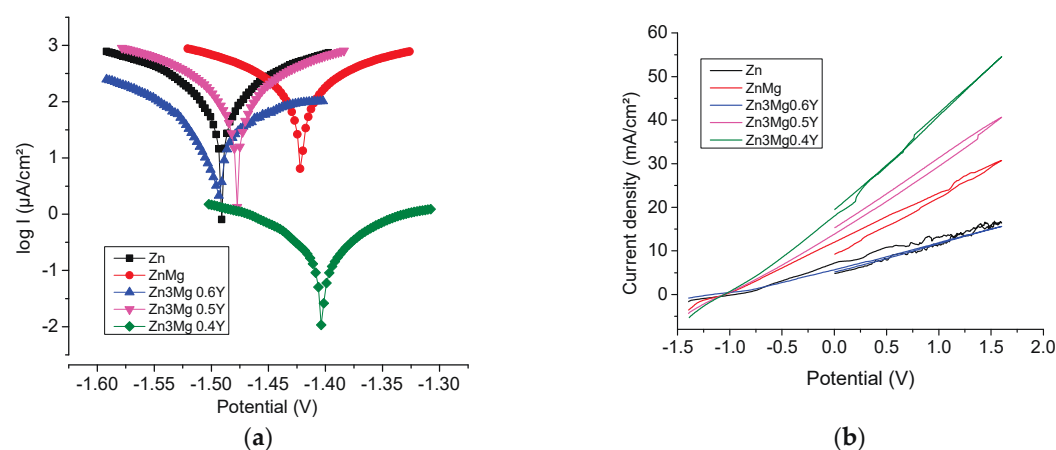 log I (µA/cm²)
3
2
1
0
-1
-2
Zn
ZnMg
Zn3Mg 0.6Y
Zn3Mg 0.5Y
Zn3Mg 0.4Y
-1.60 -1.55 -1.50 -1.45 -1.40 -1.35 -1.30
Potential (V)
(a)
Current density (mA/cm²)
60
50
40
30
20
10
0
Zn
ZnMg
Zn3Mg0.6Y
Zn3Mg0.5Y
Zn3Mg0.4Y
-1.5 -1.0 -0.5 0.0 0.5 1.0 1.5 2.0
Potential (V)
(b)